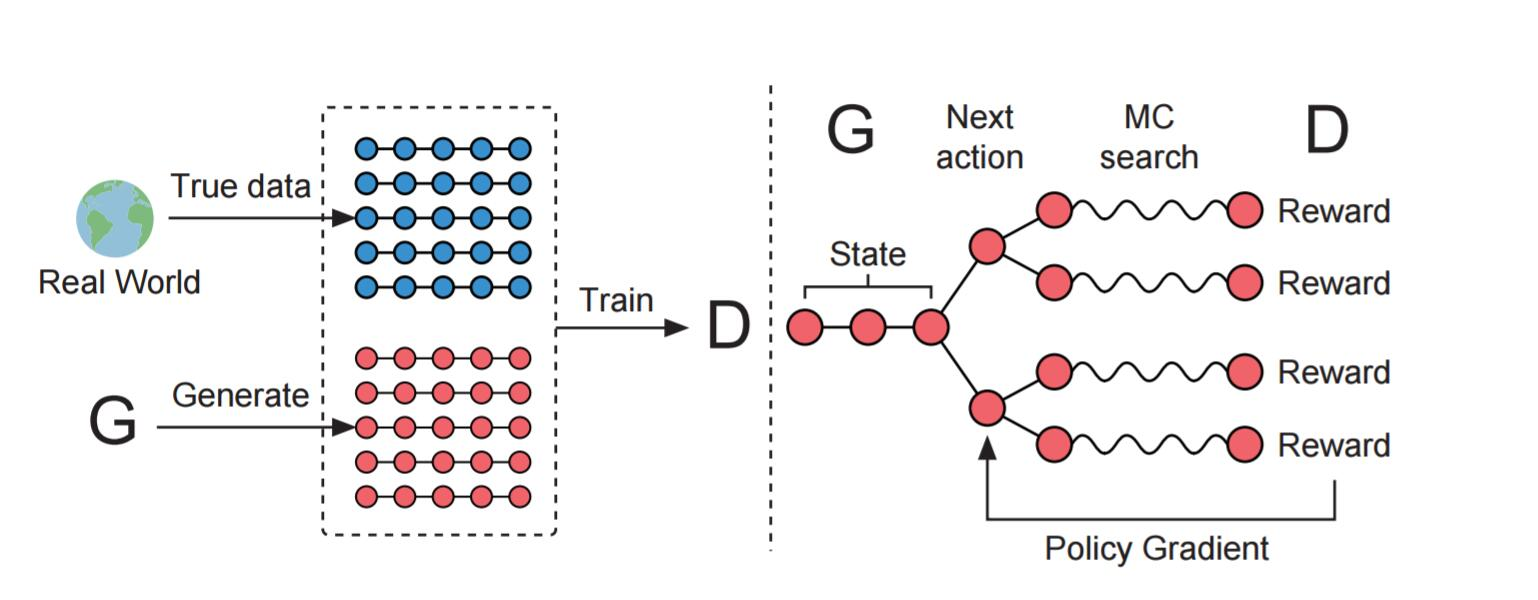 True data
Real World
G
Generate
Train
D
G
Next
action
MC
search
D
State
Reward
Reward
Reward
Reward
Policy Gradient